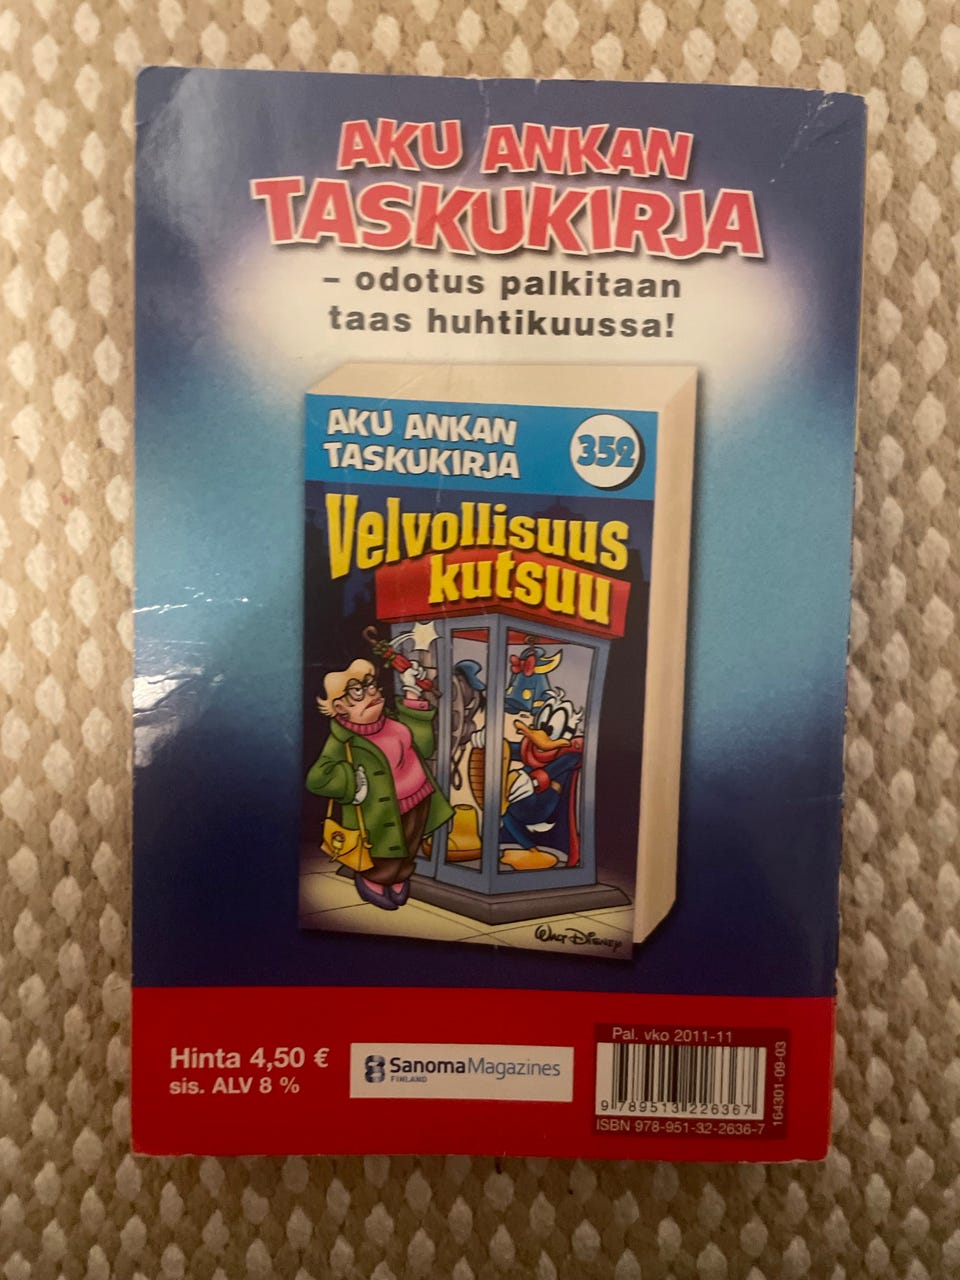 AKU ANKAN
TASKUKIRJA
– odotus palkitaan
taas huhtikuussa!
AKU ANKAN
TASKUKIRJA
352
Velvollisuus
kutsuu
Walt Disney
Hinta 4,50 €
sis. ALV 8 %
SanomaMagazines
FINLAND
Pal. vko 2011-11
9 789513 226367
ISBN 978-951-32-2636-7
164301-09-03